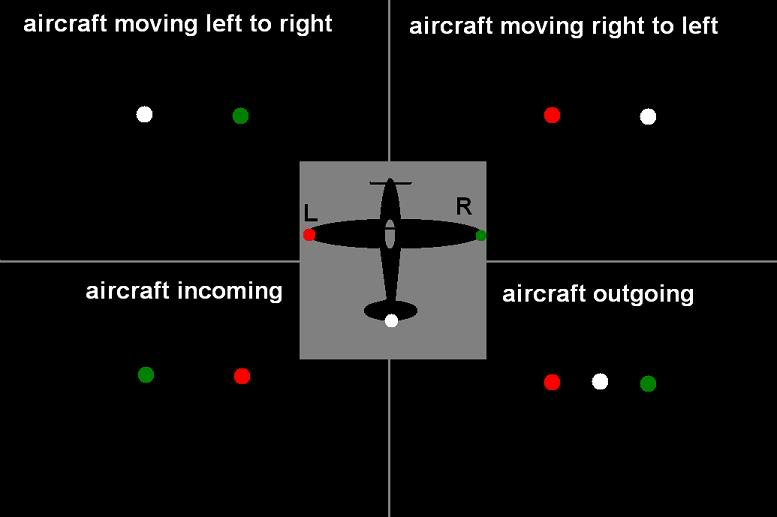 aircraft moving left to right
aircraft moving right to left
L
R
aircraft incoming
aircraft outgoing